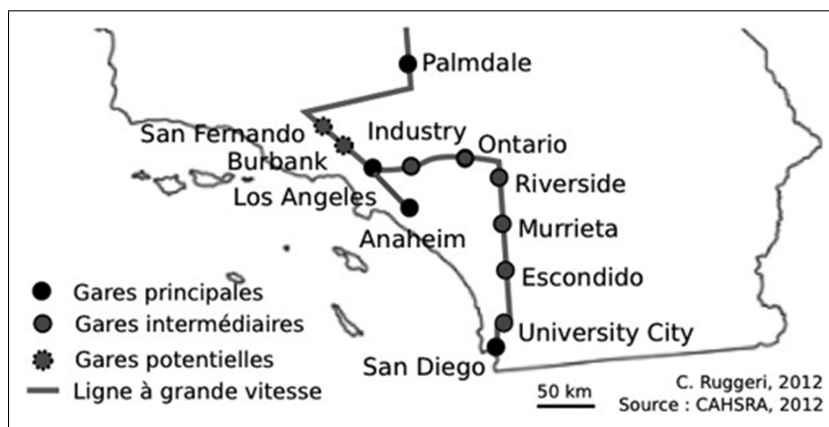 Palmdale
San Fernando
Industry
Ontario
Burbank
Riverside
Los Angeles
Murrieta
Anaheim
Escondido
University City
San Diego
Gares principales
Gares intermédiaires
Gares potentielles
Ligne à grande vitesse
50 km
C. Ruggeri, 2012
Source : CAHSRA, 2012